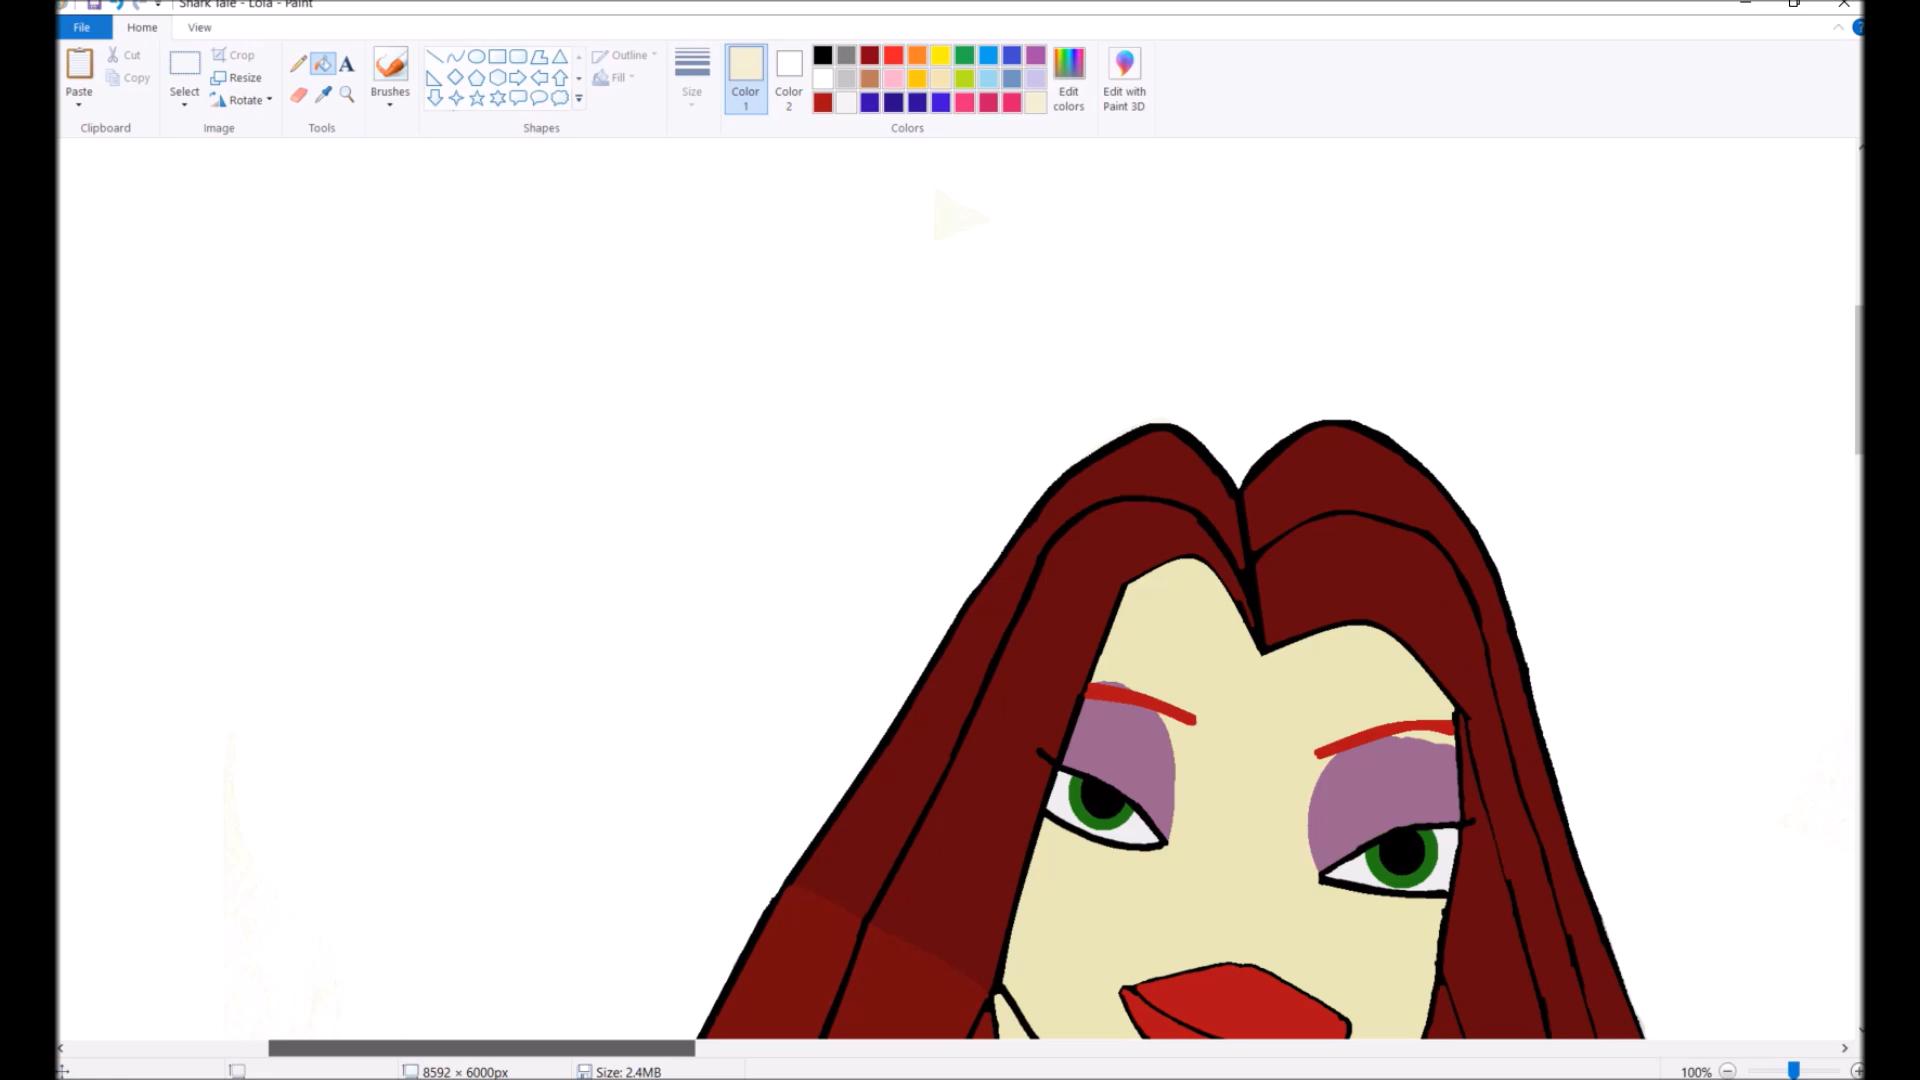 Shark Tale - Lola - Paint
File Home View
Paste
Cut
Copy
Clipboard
Select
Crop
Resize
Rotate
Image
A
Tools
Brushes
Shapes
Outline
Fill
Size
Color 1
Color 2
Edit colors
Colors
Edit with Paint 3D
8592 × 6000px
Size: 2.4MB
100%